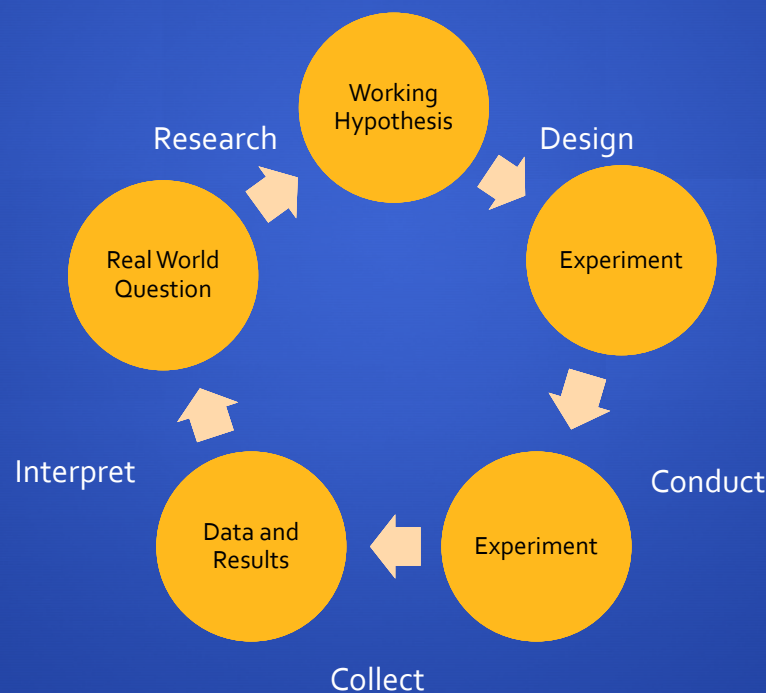 Working
Hypothesis
Research
Design
Real World
Question
Experiment
Interpret
Conduct
Data and
Results
Experiment
Collect